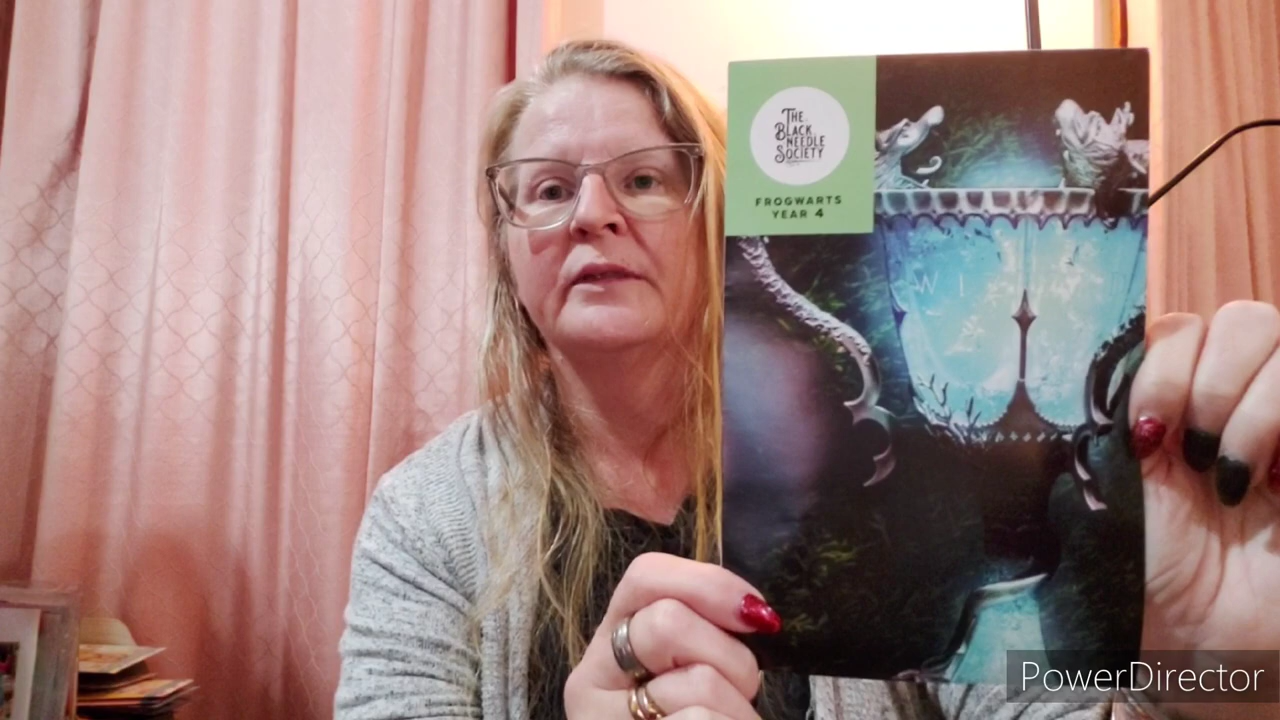 THE
BLACK
NEEDLE
SOCIETY
FROGWARTS
YEAR 4
PowerDirector